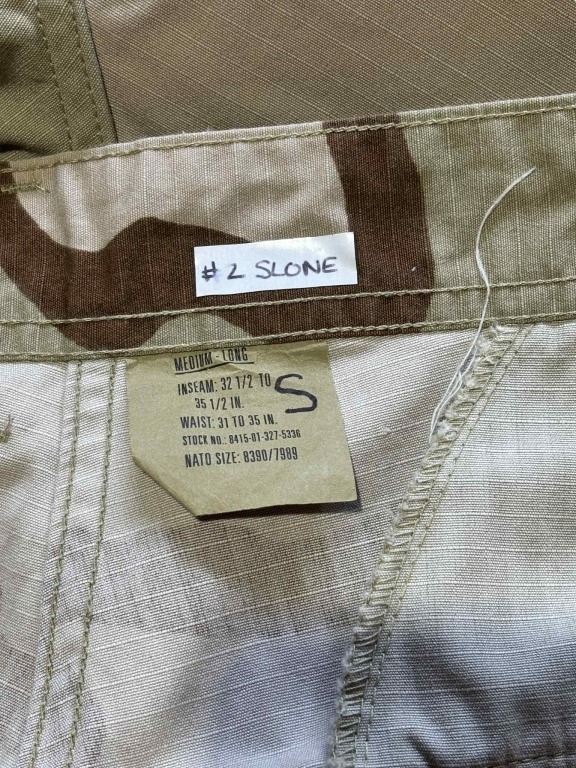 # 2 SLONE
MEDIUM - LONG
INSEAM: 32 1/2 TO
35 1/2 IN.
S
WAIST: 31 TO 35 IN.
STOCK NO.: 8415-01-327-5336
NATO SIZE: 8390/7989